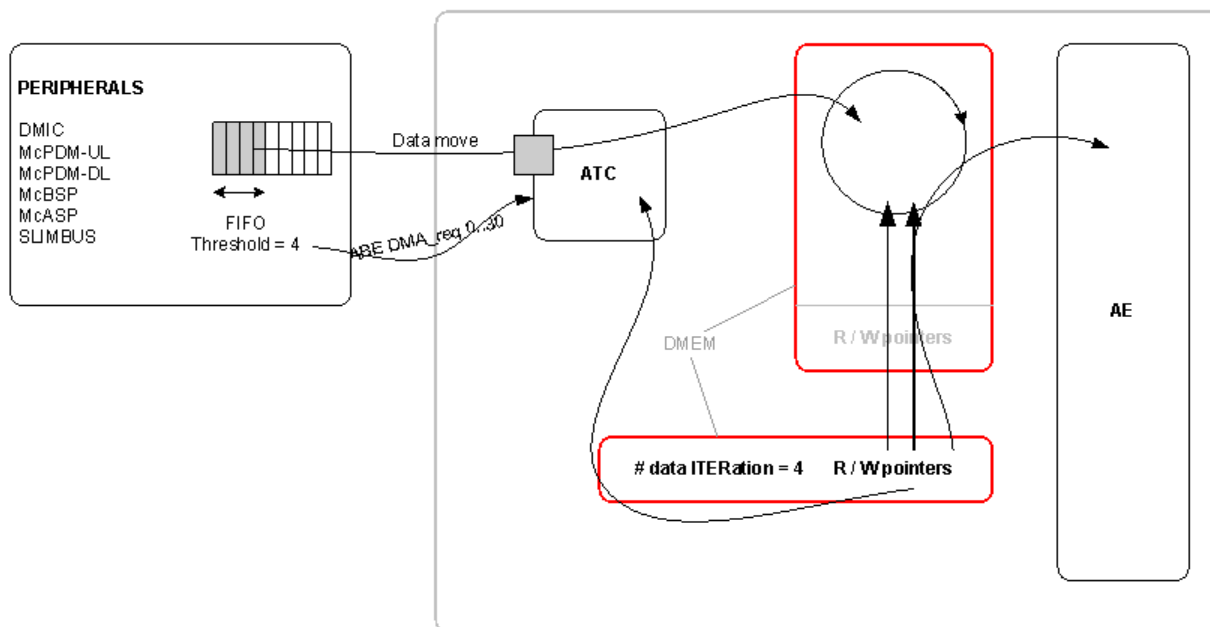 PERIPHERALS
DMIC
McPDM-UL
McPDM-DL
McBSP
McASP
SLIMBUS
FIFO
Threshold = 4
Data move
ABE DMA_req 0..30
ATC
DMEM
R / W pointers
# data ITERation = 4 R / W pointers
AE